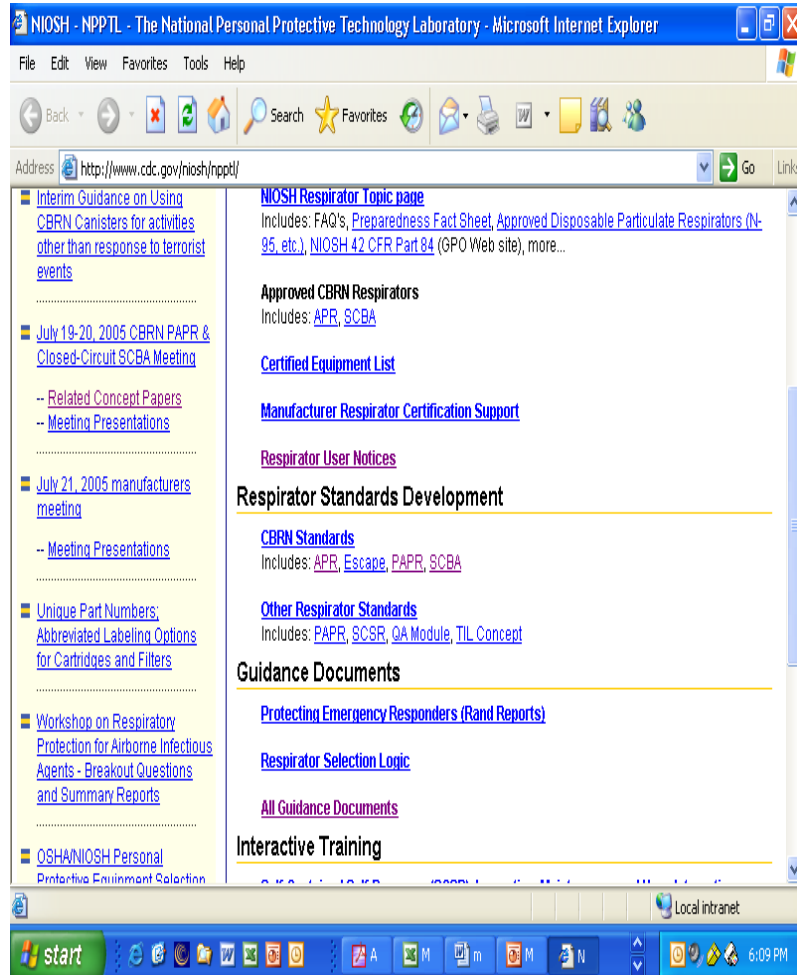 NIOSH - NPPTL - The National Personal Protective Technology Laboratory - Microsoft Internet Explorer
File Edit View Favorites Tools Help
Back Search Favorites
Address http://www.cdc.gov/niosh/npptl/ Go Links
Interim Guidance on Using
CBRN Canisters for activities
other than response to terrorist
events
July 19-20, 2005 CBRN PAPR &
Closed-Circuit SCBA Meeting
-- Related Concept Papers
-- Meeting Presentations
July 21, 2005 manufacturers
meeting
-- Meeting Presentations
Unique Part Numbers;
Abbreviated Labeling Options
for Cartridges and Filters
Workshop on Respiratory
Protection for Airborne Infectious
Agents - Breakout Questions
and Summary Reports
OSHA/NIOSH Personal
Protective Equipment Selection
NIOSH Respirator Topic page
Includes: FAQ's, Preparedness Fact Sheet, Approved Disposable Particulate Respirators (N-
95, etc.), NIOSH 42 CFR Part 84 (GPO Web site), more...
Approved CBRN Respirators
Includes: APR, SCBA
Certified Equipment List
Manufacturer Respirator Certification Support
Respirator User Notices
Respirator Standards Development
CBRN Standards
Includes: APR, Escape, PAPR, SCBA
Other Respirator Standards
Includes: PAPR, SCSR, QA Module, TIL Concept
Guidance Documents
Protecting Emergency Responders (Rand Reports)
Respirator Selection Logic
All Guidance Documents
Interactive Training
Local intranet
start A M m M N 6:09 PM